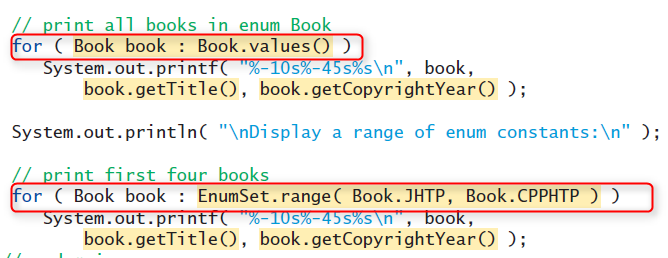 // print all books in enum Book
for ( Book book : Book.values() )
System.out.printf( "%-10s%-45s%s\n", book,
book.getTitle(), book.getCopyrightYear() );
System.out.println( "\nDisplay a range of enum constants:\n" );
// print first four books
for ( Book book : EnumSet.range( Book.JHTP, Book.CPPHTP ) )
System.out.printf( "%-10s%-45s%s\n", book,
book.getTitle(), book.getCopyrightYear() );